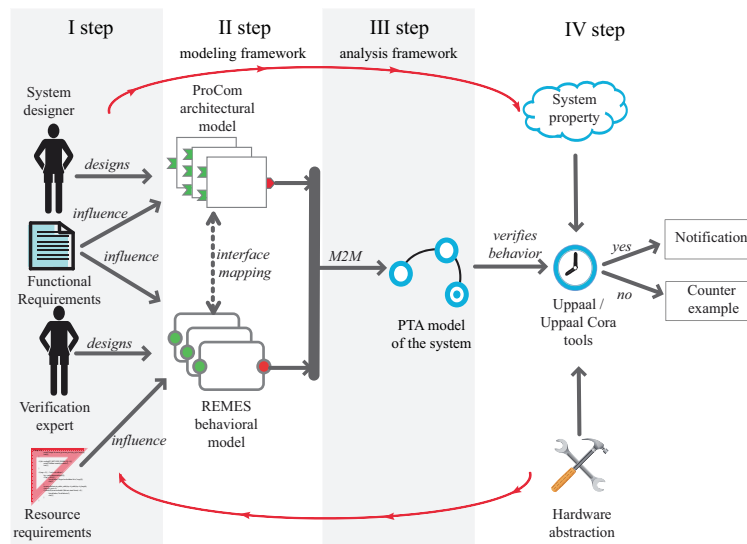 I step
II step
III step
IV step
modeling framework
analysis framework
System
designer
ProCom
architectural
model
System
property
designs
influence
influence
Functional
Requirements
interface
mapping
M2M
verifies
behavior
yes
no
Notification
Counter
example
PTA model
of the system
Uppaal /
Uppaal Cora
tools
designs
Verification
expert
REMES
behavioral
model
influence
Resource
requirements
Hardware
abstraction